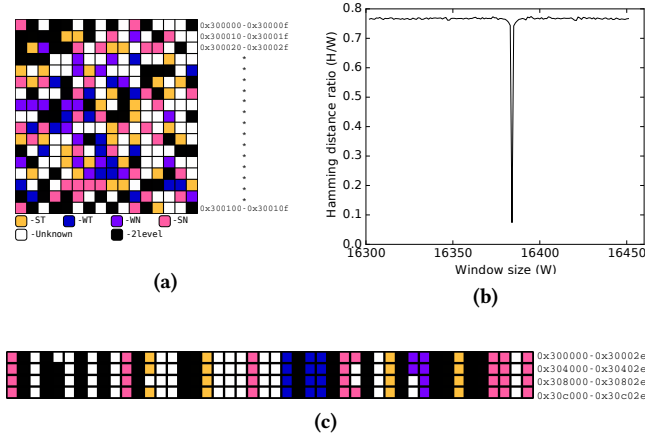 0x300000-0x30000f
0x300010-0x30001f
0x300020-0x30002f
*
*
*
*
*
*
*
*
*
*
*
*
*
0x300100-0x30010f
-ST -WT -WN -SN
-Unknown -2level
(a)
Hamming distance ratio (H/W)
0.8
0.7
0.6
0.5
0.4
0.3
0.2
0.1
0.0
16300 16350 16400 16450
Window size (W)
(b)
0x300000-0x30002e
0x304000-0x30402e
0x308000-0x30802e
0x30c000-0x30c02e
(c)